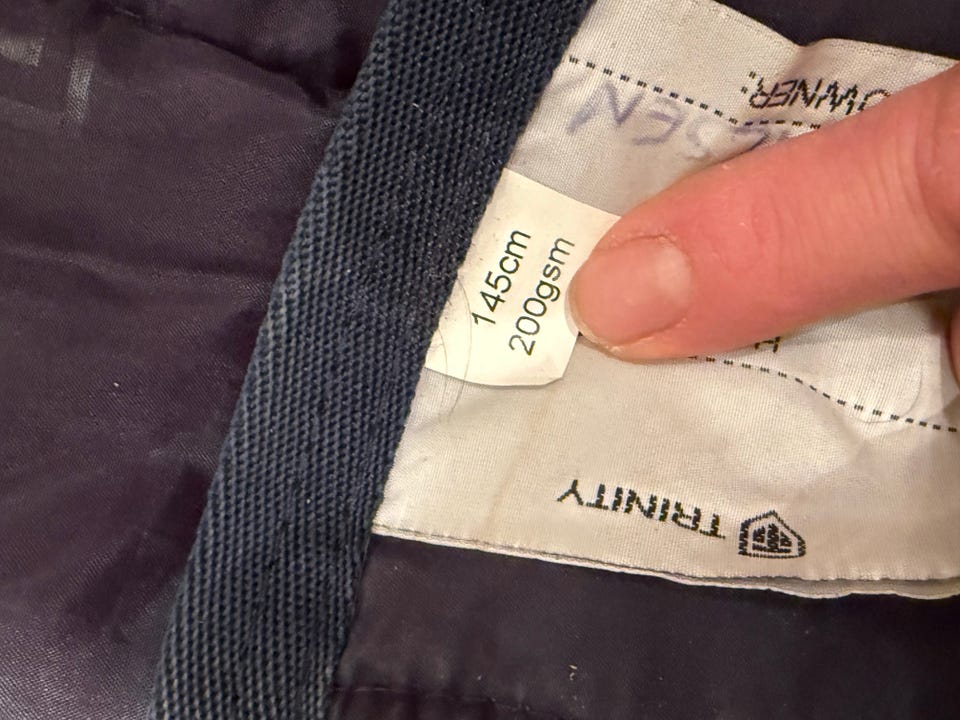 TRINITY
145cm
200gsm
OWNER: